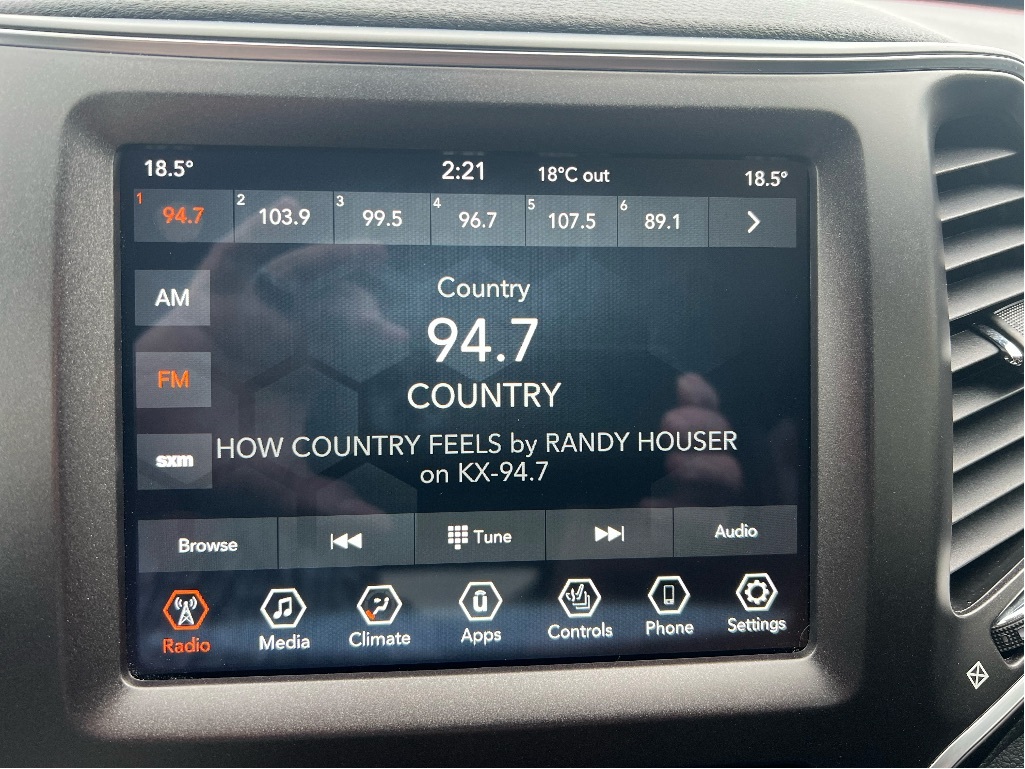 18.5° 2:21 18°C out 18.5°
1 94.7 2 103.9 3 99.5 4 96.7 5 107.5 6 89.1
AM
FM
sxm
Country
94.7
COUNTRY
HOW COUNTRY FEELS by RANDY HOUSER
on KX-94.7
Browse Tune Audio
Radio Media Climate Apps Controls Phone Settings